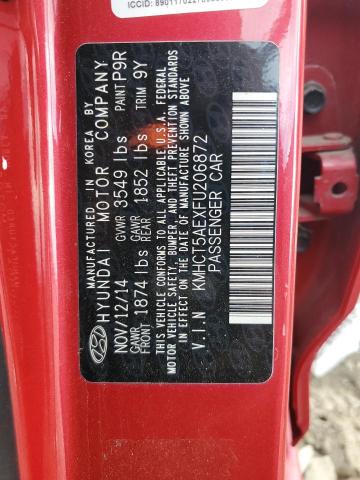 ICCID:
MANUFACTURED IN KOREA BY
HYUNDAI MOTOR COMPANY
NOV/12/14 GVWR 3549 lbs PAINT P9R
GAWR FRONT 1874 lbs GAWR REAR 1852 lbs TRIM 9Y
THIS VEHICLE CONFORMS TO ALL APPLICABLE U.S.A. FEDERAL
MOTOR VEHICLE SAFETY, BUMPER, AND THEFT PREVENTION STANDARDS
IN EFFECT ON THE DATE OF MANUFACTURE SHOWN ABOVE.
V.I.N KMHCT5AEXFU206872
PASSENGER CAR